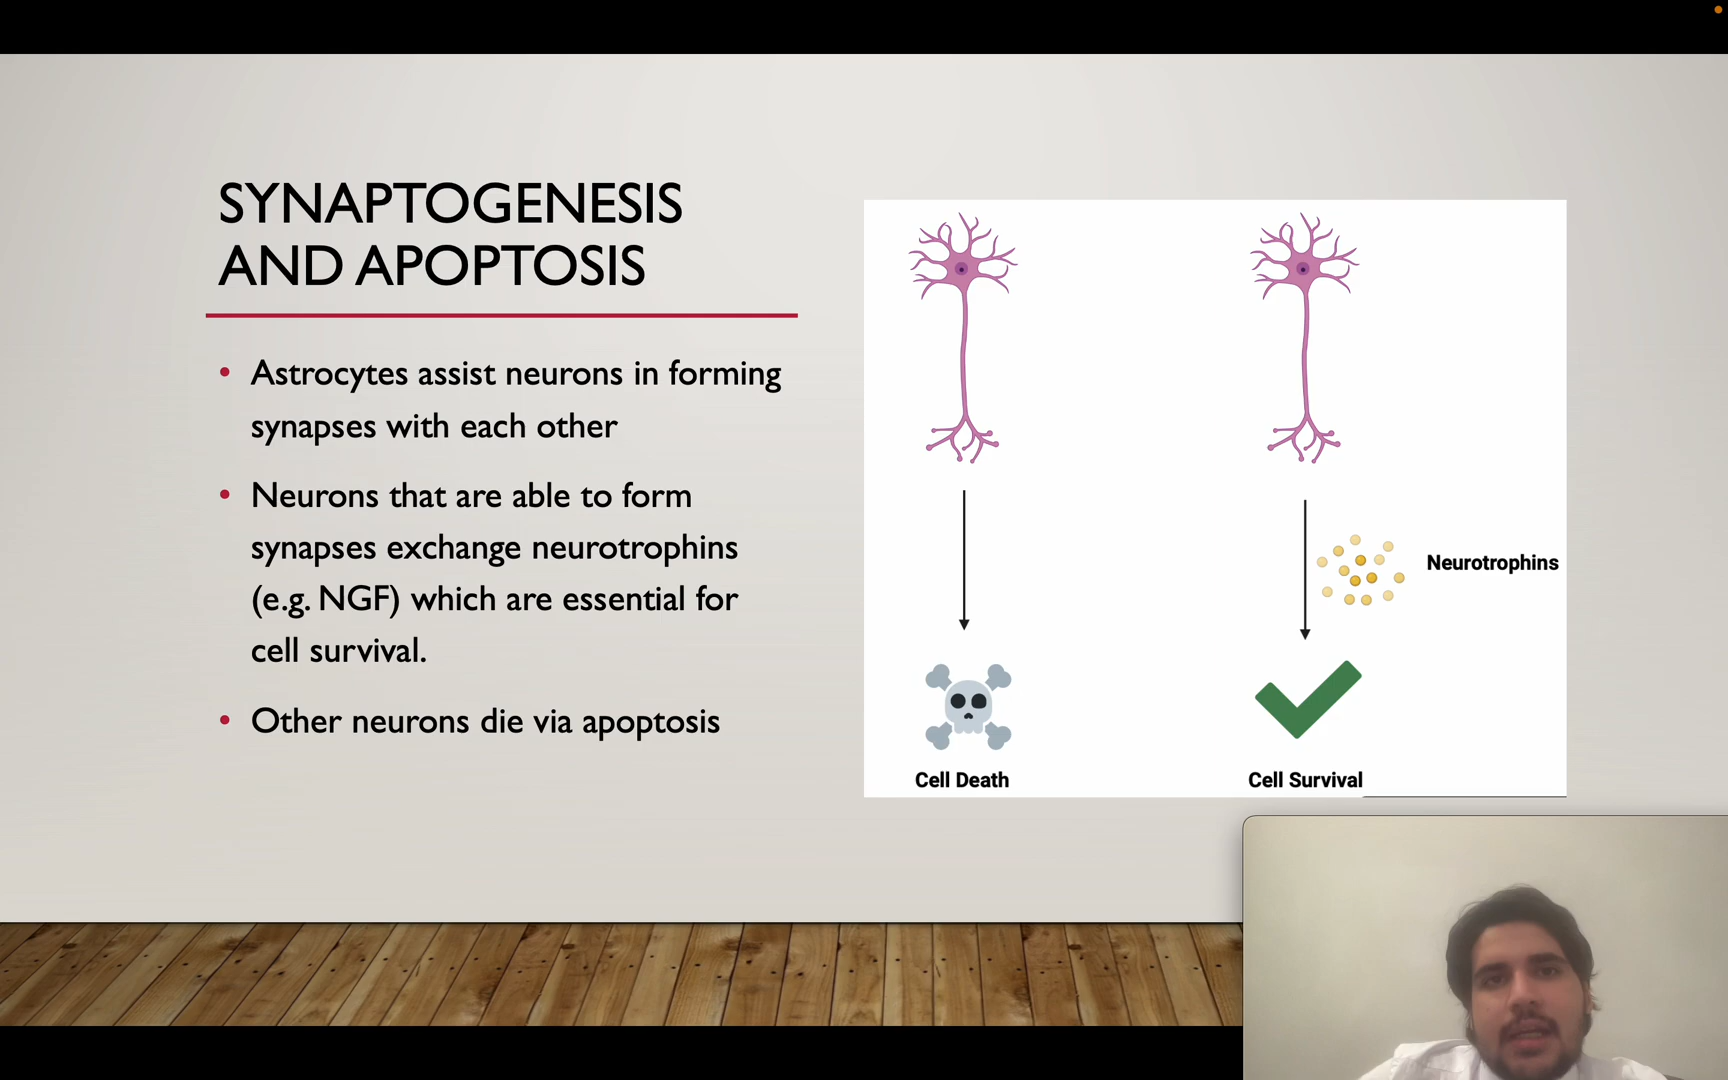 SYNAPTOGENESIS
AND APOPTOSIS
• Astrocytes assist neurons in forming
synapses with each other
• Neurons that are able to form
synapses exchange neurotrophins
(e.g. NGF) which are essential for
cell survival.
• Other neurons die via apoptosis
Neurotrophins
Cell Death
Cell Survival